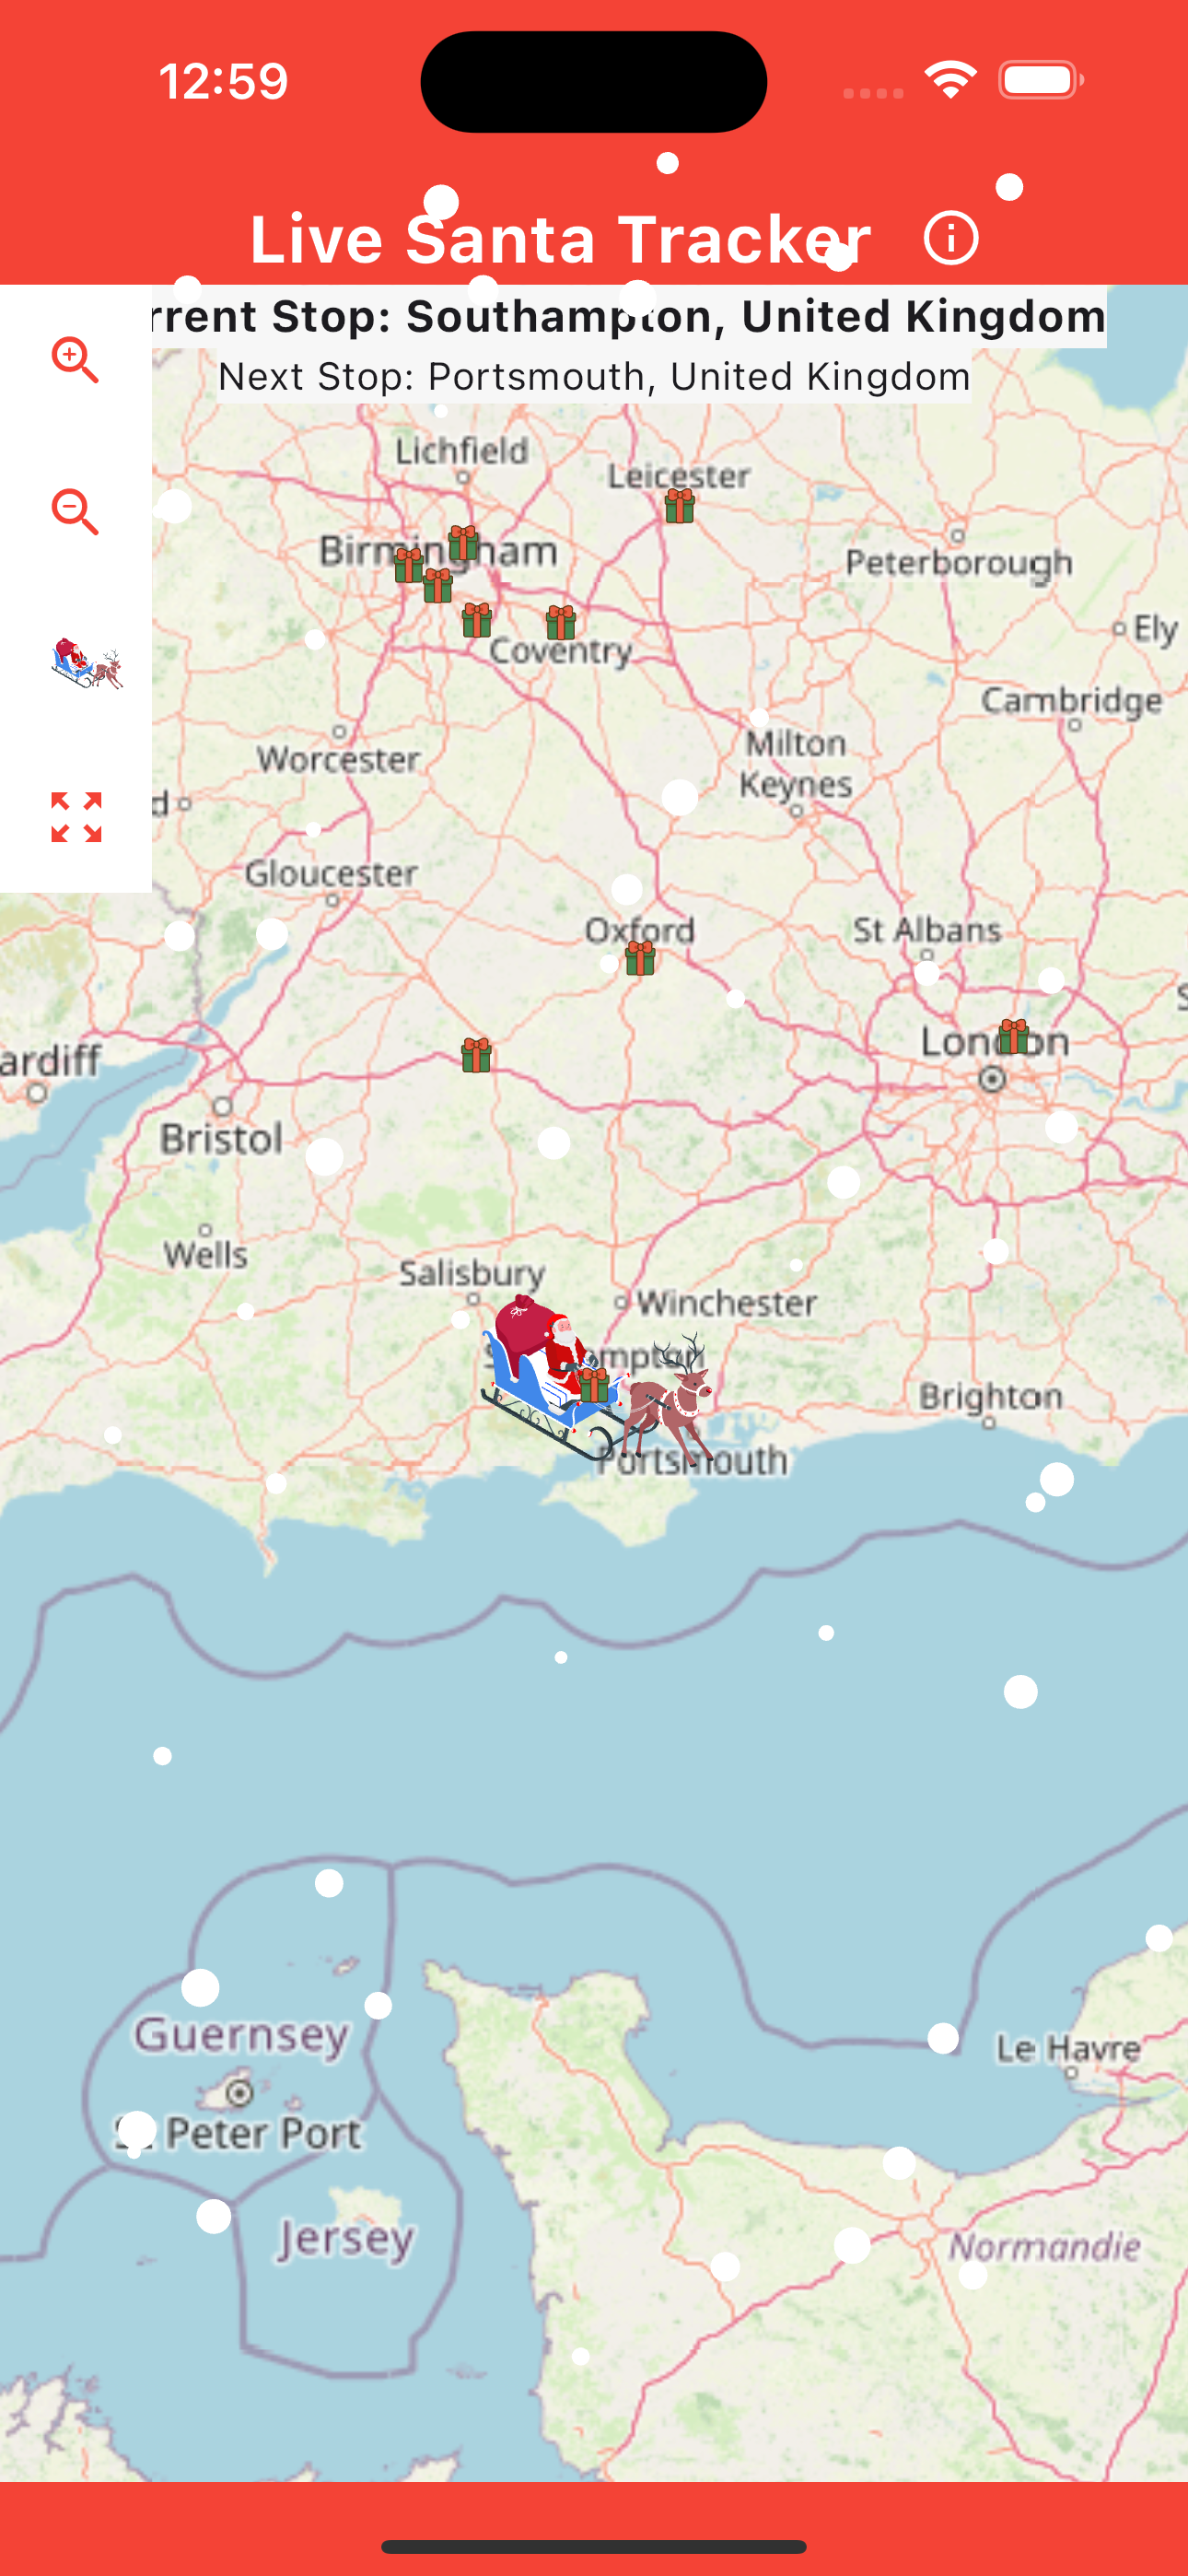 12:59
Live Santa Tracker
rrent Stop: Southampton, United Kingdom
Next Stop: Portsmouth, United Kingdom
Lichfield
Leicester
Birmingham
Peterborough
Ely
Coventry
Cambridge
Milton
Keynes
Worcester
d
Gloucester
Oxford
St Albans
London
ardiff
Bristol
Wells
Salisbury
Winchester
mpton
Brighton
Portsmouth
Guernsey
Le Havre
St Peter Port
Jersey
Normandie